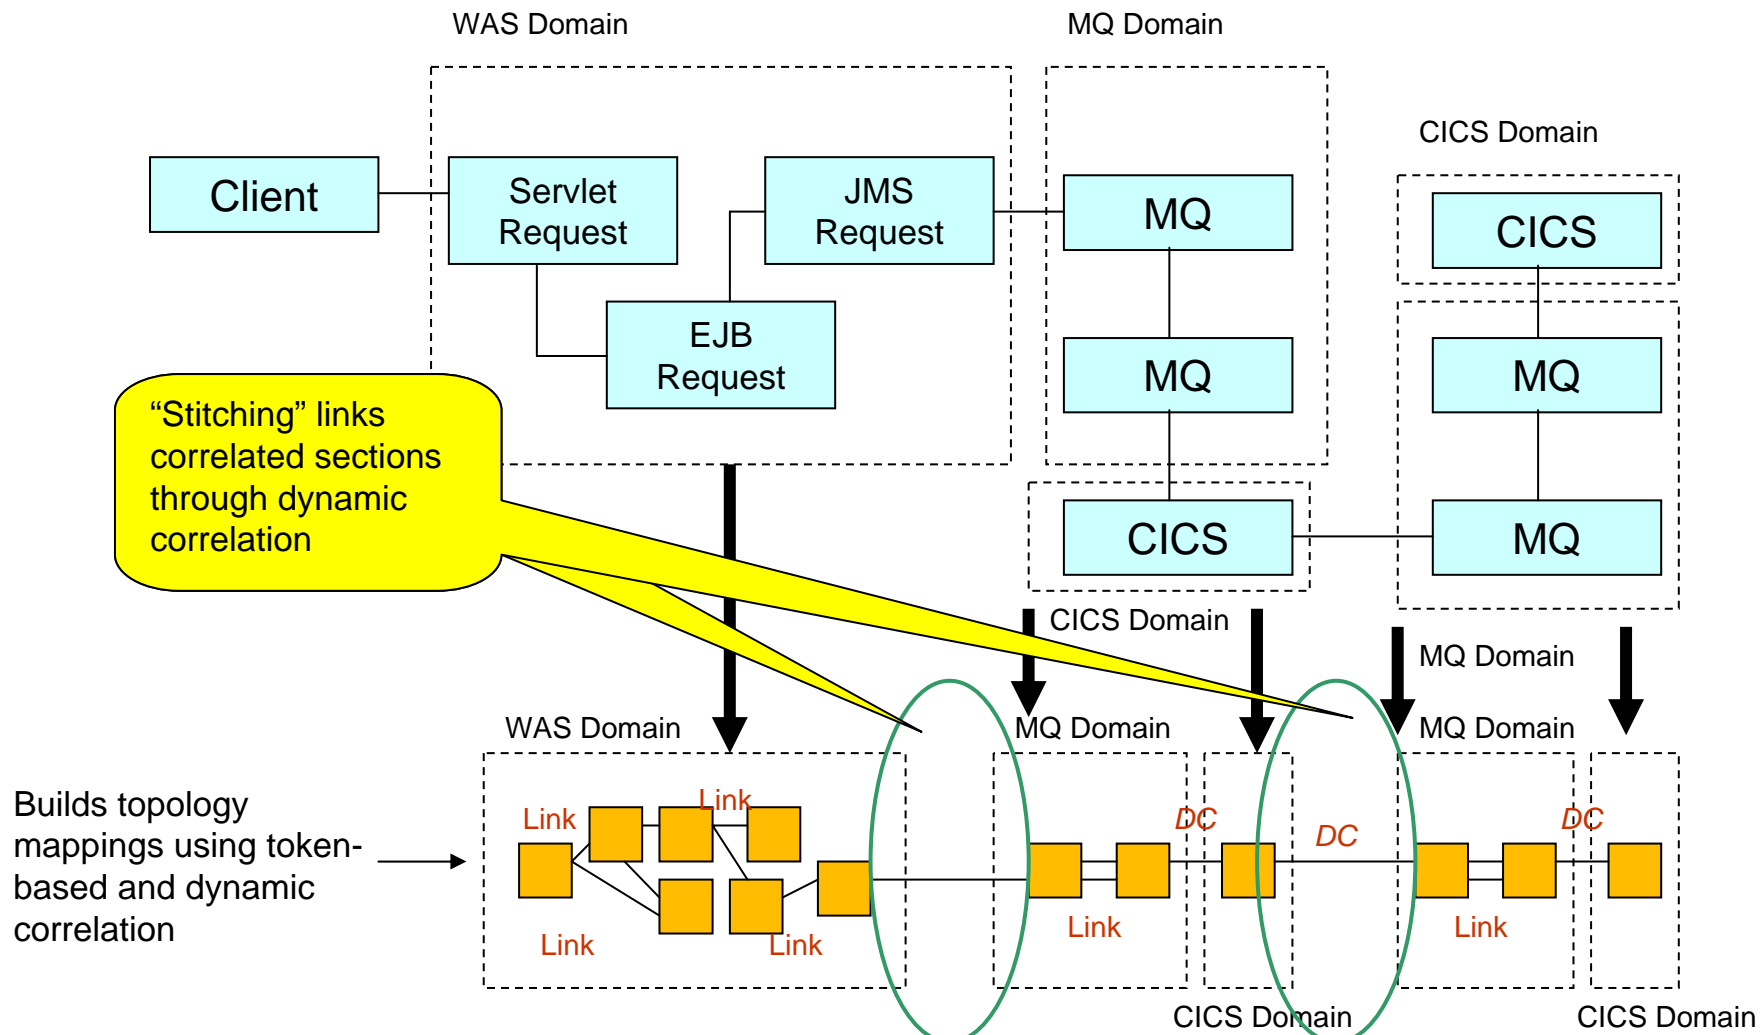 WAS Domain
MQ Domain
CICS Domain
Client
Servlet
Request
JMS
Request
MQ
CICS
EJB
Request
MQ
MQ
“Stitching” links
correlated sections
through dynamic
correlation
CICS
MQ
CICS Domain
MQ Domain
WAS Domain
MQ Domain
MQ Domain
Builds topology
mappings using token-
based and dynamic
correlation
Link
Link
DC
DC
DC
Link
Link
Link
Link
CICS Domain
CICS Domain